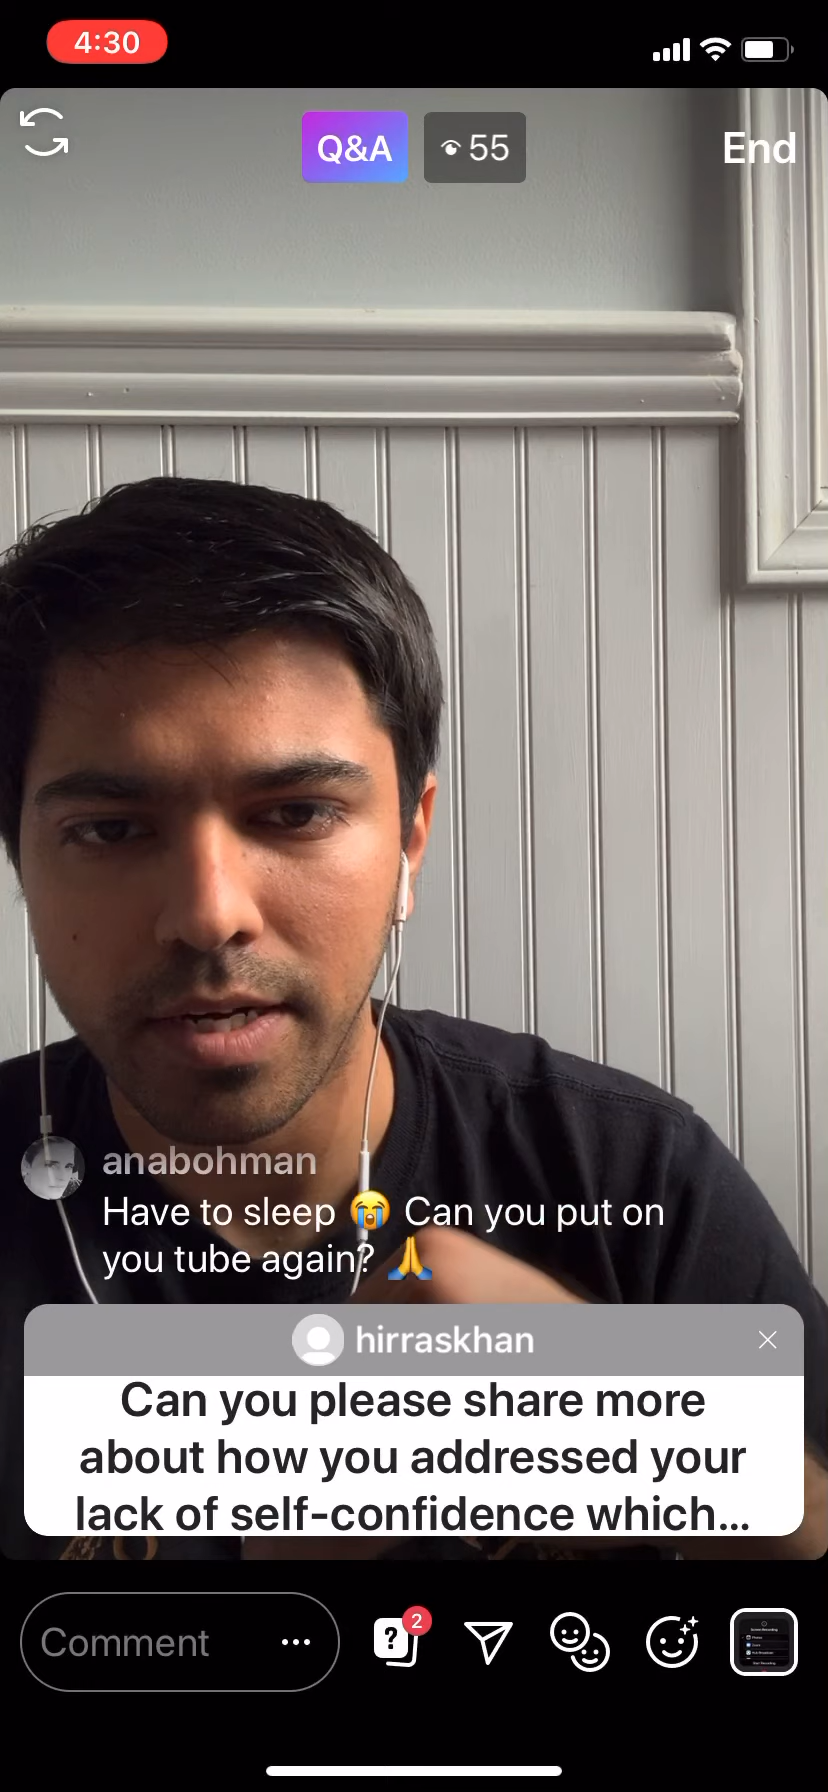 4:30
Q&A
55
End
anabohman
Have to sleep 😭 Can you put on
you tube again? 🙏
hirraskhan
Can you please share more
about how you addressed your
lack of self-confidence which...
Comment
2